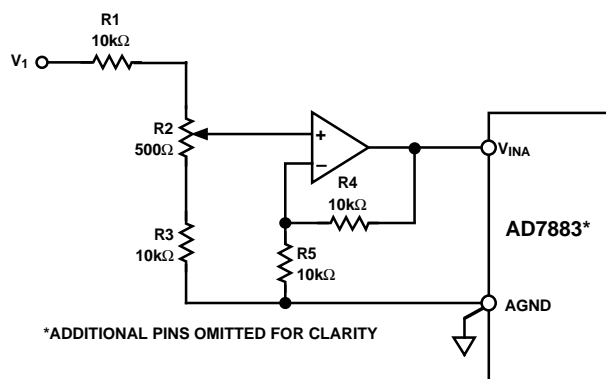 R1
10kΩ
V1
R2
500Ω
+
–
R4
10kΩ
VINA
AD7883*
R3
10kΩ
R5
10kΩ
AGND
*ADDITIONAL PINS OMITTED FOR CLARITY